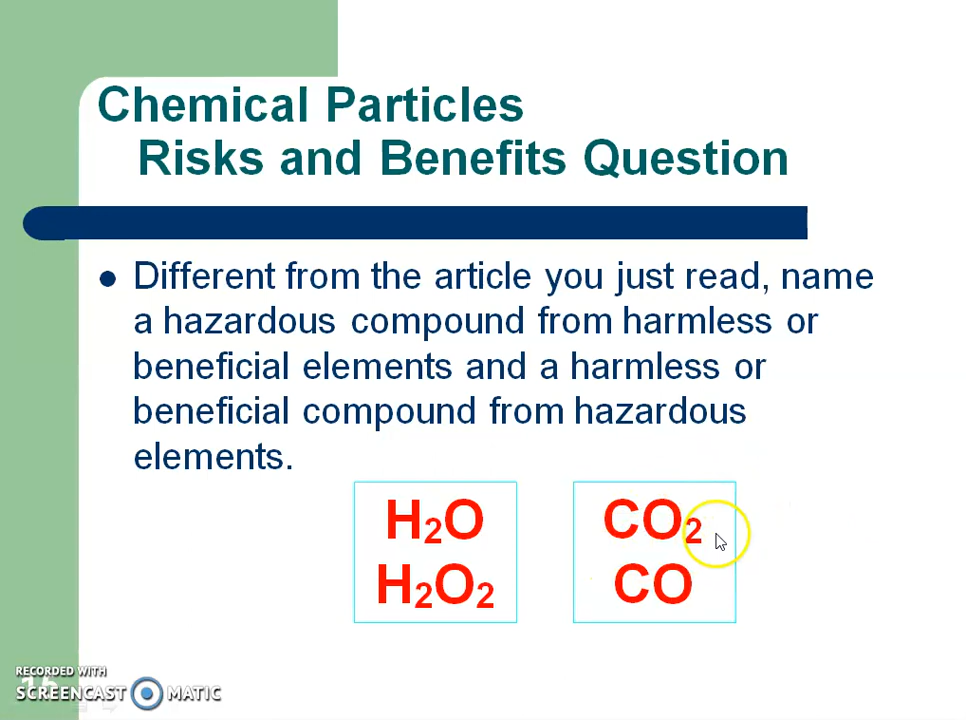 Chemical Particles
Risks and Benefits Question
Different from the article you just read, name
a hazardous compound from harmless or
beneficial elements and a harmless or
beneficial compound from hazardous
elements.
H₂O
H₂O₂
CO₂
CO
RECORDED WITH
SCREENCAST MATIC